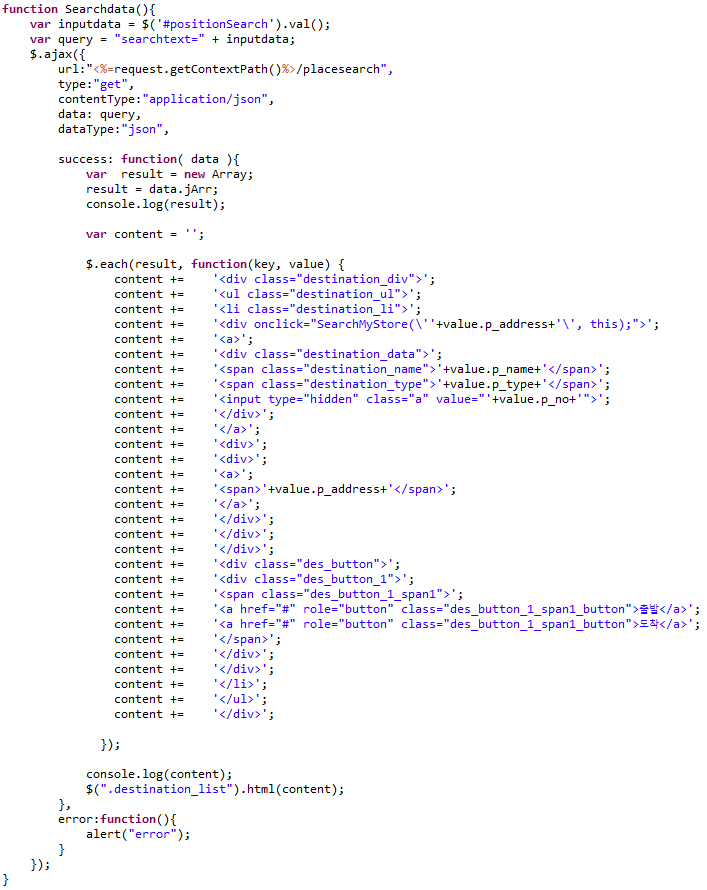 function Searchdata(){
var inputdata = $('#positionSearch').val();
var query = "searchtext=" + inputdata;
$.ajax({
url:"<%=request.getContextPath()%>/placesearch",
type:"get",
contentType:"application/json",
data: query,
dataType:"json",
success: function( data ){
var  result = new Array;
result = data.jArr;
console.log(result);
var content = '';
$.each(result, function(key, value) {
content +=    '<div class="destination_div">';
content +=    '<ul class="destination_ul">';
content +=    '<li class="destination_li">';
content +=    '<div onclick="SearchMyStore(\''+value.p_address+'\', this);">';
content +=    '<a>';
content +=    '<div class="destination_data">';
content +=    '<span class="destination_name">'+value.p_name+'</span>';
content +=    '<span class="destination_type">'+value.p_type+'</span>';
content +=    '<input type="hidden" class="a" value="'+value.p_no+'">';
content +=    '</div>';
content +=    '</a>';
content +=    '<div>';
content +=    '<div>';
content +=    '<a>';
content +=    '<span>'+value.p_address+'</span>';
content +=    '</a>';
content +=    '</div>';
content +=    '</div>';
content +=    '</div>';
content +=    '<div class="des_button">';
content +=    '<div class="des_button_1">';
content +=    '<span class="des_button_1_span1">';
content +=    '<a href="#" role="button" class="des_button_1_span1_button">출발</a>';
content +=    '<a href="#" role="button" class="des_button_1_span1_button">도착</a>';
content +=    '</span>';
content +=    '</div>';
content +=    '</div>';
content +=    '</li>';
content +=    '</ul>';
content +=    '</div>';
});
console.log(content);
$(".destination_list").html(content);
},
error:function(){
alert("error");
}
});
}